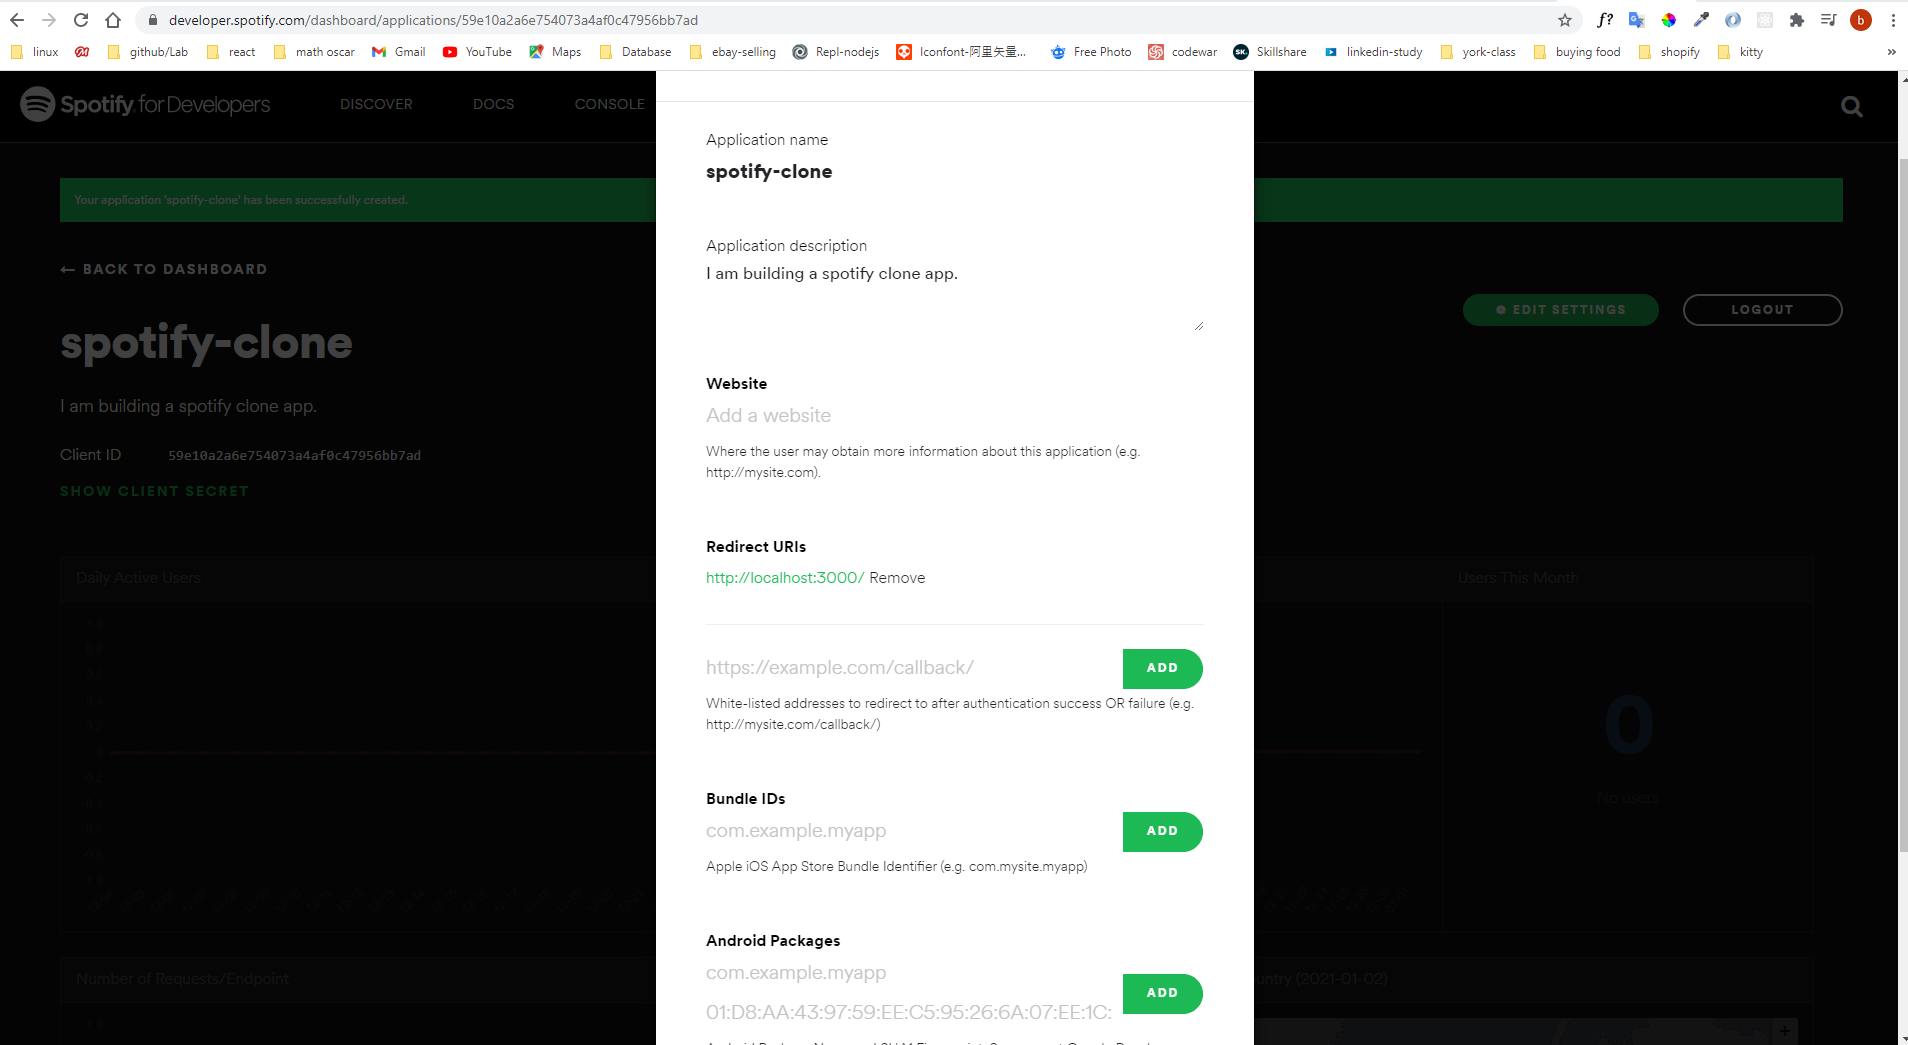 developer.spotify.com/dashboard/applications/59e10a2a6e754073a4af0c47956bb7ad
f?
b
linux
github/Lab
react
math oscar
Gmail
YouTube
Maps
Database
ebay-selling
Repl-nodejs
Iconfont-阿里矢量...
Free Photo
codewar
SK.
Skillshare
linkedin-study
york-class
buying food
shopify
kitty
»
Spotify for Developers
DISCOVER
DOCS
CONSOLE
Your application 'spotify-clone' has been successfully created.
← BACK TO DASHBOARD
EDIT SETTINGS
LOGOUT
spotify-clone
I am building a spotify clone app.
Client ID 59e10a2a6e754073a4af0c47956bb7ad
SHOW CLIENT SECRET
Daily Active Users
Users This Month
0
No users
Number of Requests/Endpoint
untry (2021-01-02)
+
Application name
spotify-clone
Application description
I am building a spotify clone app.
Website
Add a website
Where the user may obtain more information about this application (e.g.
http://mysite.com).
Redirect URIs
http://localhost:3000/ Remove
https://example.com/callback/
ADD
White-listed addresses to redirect to after authentication success OR failure (e.g.
http://mysite.com/callback/)
Bundle IDs
com.example.myapp
ADD
Apple iOS App Store Bundle Identifier (e.g. com.mysite.myapp)
Android Packages
com.example.myapp
ADD
01:D8:AA:43:97:59:EE:C5:95:26:6A:07:EE:1C: